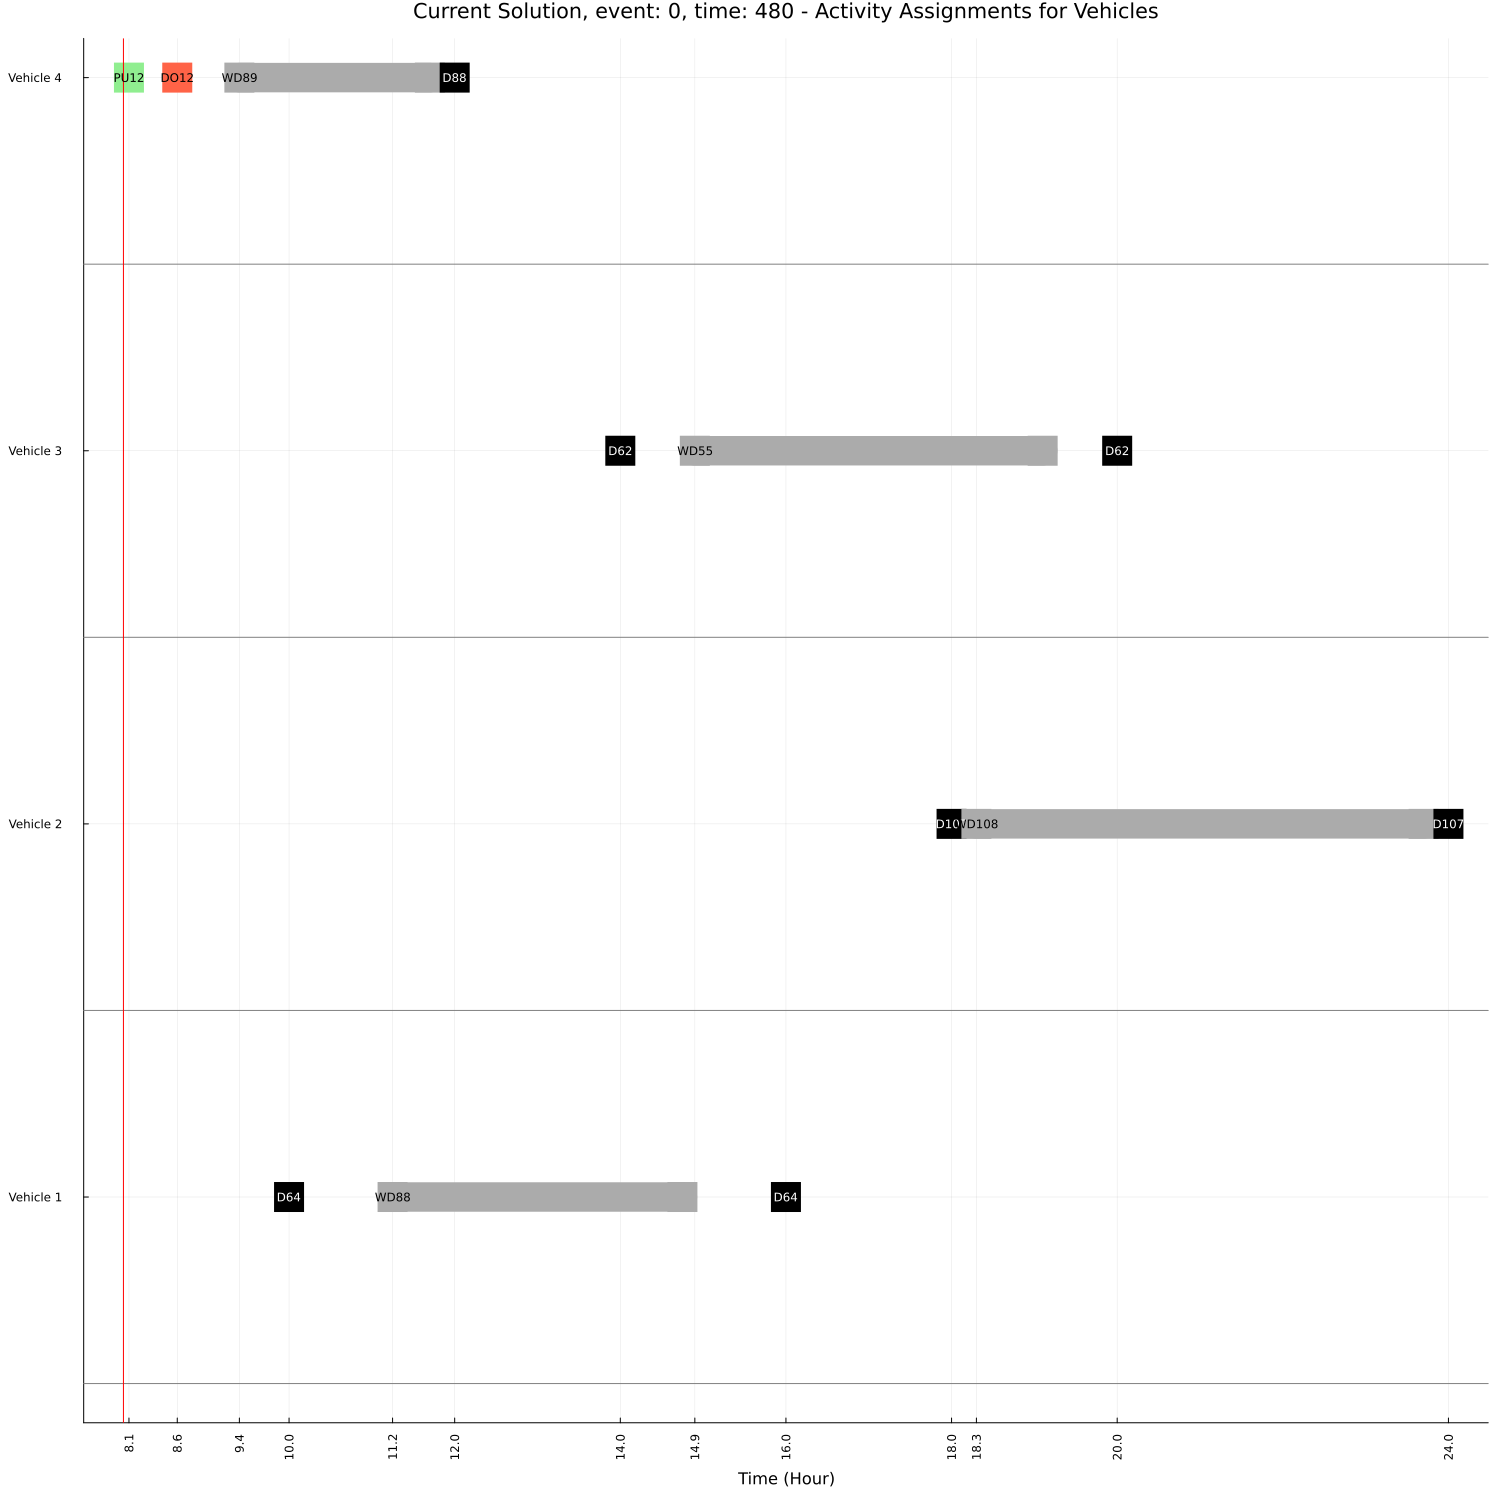 Current Solution, event: 0, time: 480 - Activity Assignments for Vehicles
Vehicle 4
PU12
DO12
WD89
D88
Vehicle 3
D62
WD55
D62
Vehicle 2
D10
WD108
D107
Vehicle 1
D64
WD88
D64
8.1
8.6
9.4
10.0
11.2
12.0
14.0
14.9
16.0
18.0
18.3
20.0
24.0
Time (Hour)